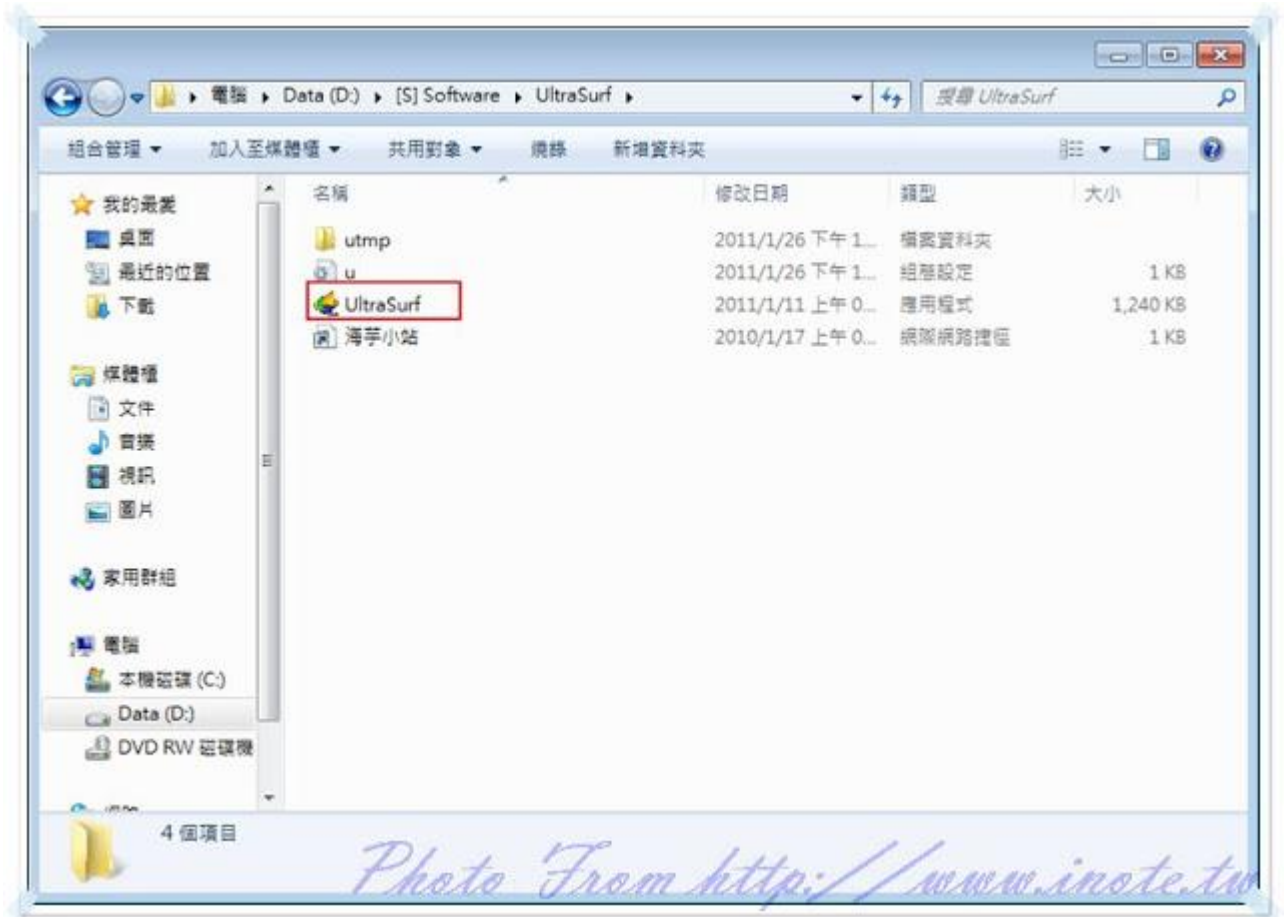 電腦 ▸ Data (D:) ▸ [S] Software ▸ UltraSurf ▸
搜尋 UltraSurf
組合管理 加入至媒體櫃 共用對象 燒錄 新增資料夾
我的最愛
桌面
最近的位置
下載
媒體櫃
文件
音樂
視訊
圖片
家用群組
電腦
本機磁碟 (C:)
Data (D:)
DVD RW 磁碟機
名稱 修改日期 類型 大小
utmp 2011/1/26 下午 1... 檔案資料夾
u 2011/1/26 下午 1... 組態設定 1 KB
UltraSurf 2011/1/11 上午 0... 應用程式 1,240 KB
海芋小站 2010/1/17 上午 0... 網際網路捷徑 1 KB
4 個項目
Photo From http://www.inote.tw